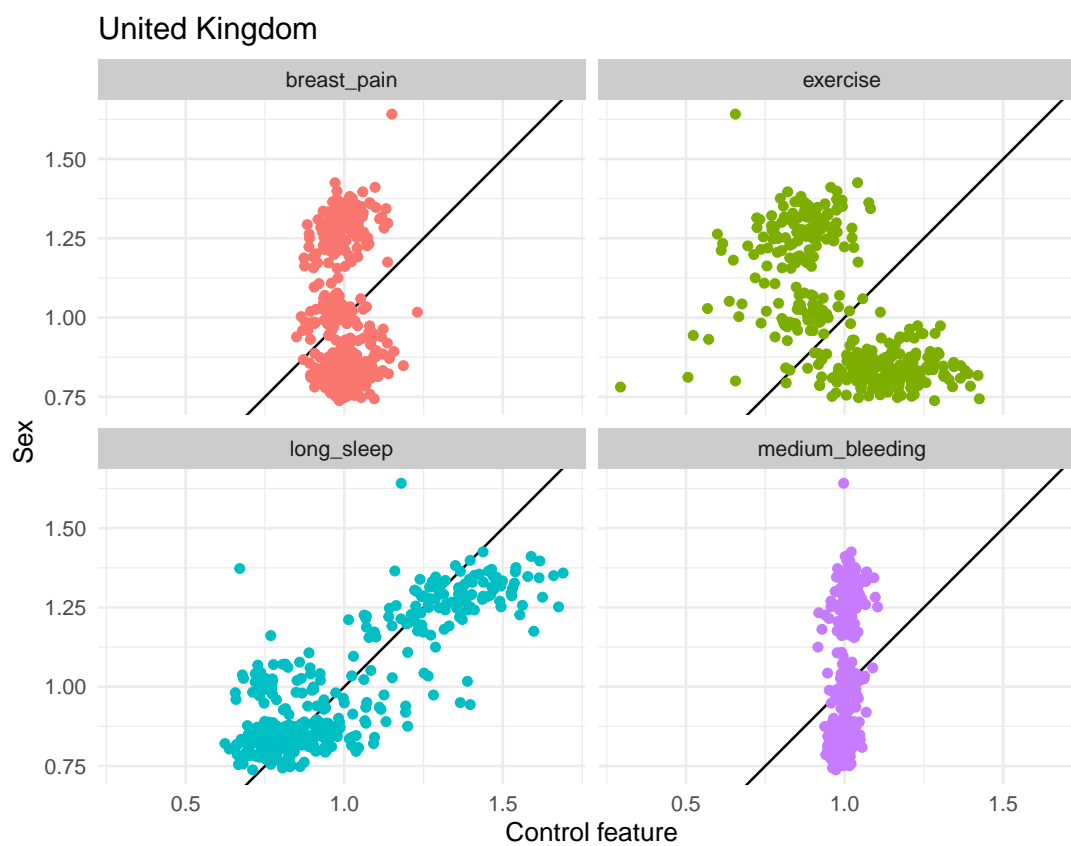 United Kingdom
breast_pain
exercise
1.50
1.25
1.00
0.75
long_sleep
medium_bleeding
1.50
1.25
1.00
0.75
Sex
0.5 1.0 1.5 0.5 1.0 1.5
Control feature